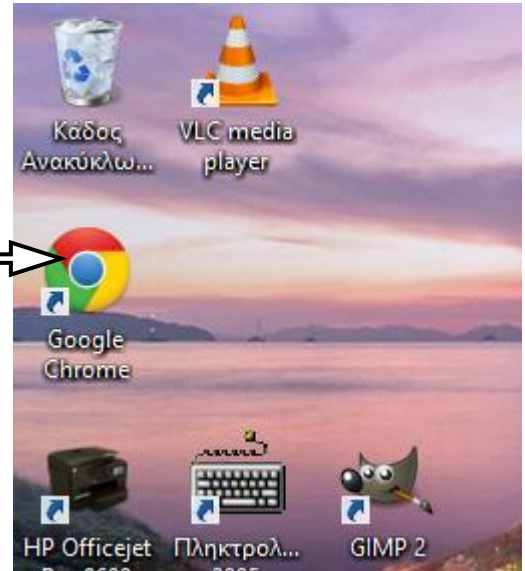 Κάδος
Ανακύκλω...
VLC media
player
Google
Chrome
HP Officejet
Πληκτρολ...
GIMP 2